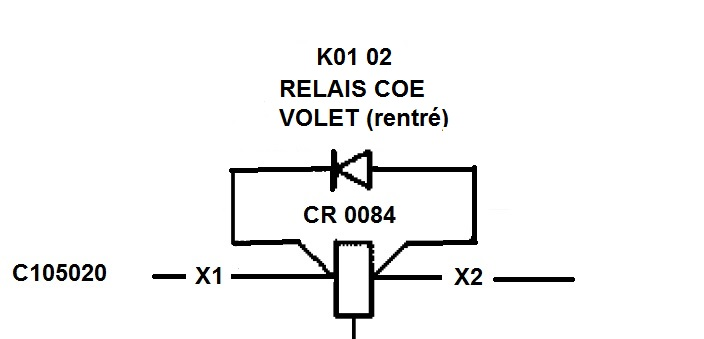 K01 02
RELAIS COE
VOLET (rentré)
CR 0084
C105020 X1 X2